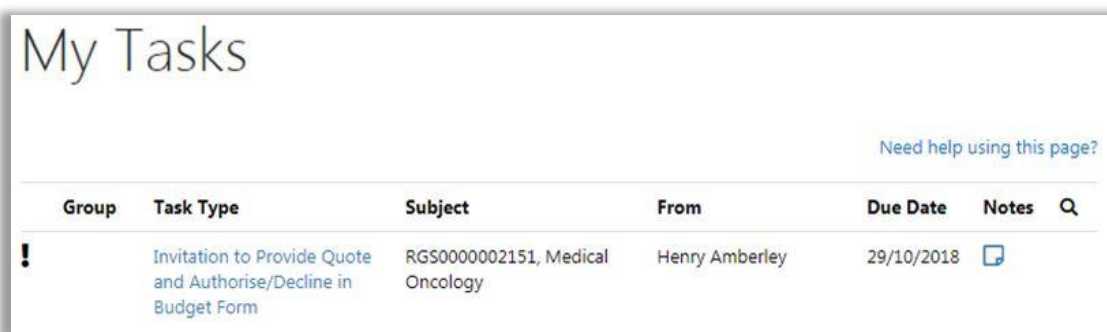 My Tasks
Need help using this page?
Group Task Type Subject From Due Date Notes
! Invitation to Provide Quote RGS0000002151, Medical Henry Amberley 29/10/2018
and Authorise/Decline in Oncology
Budget Form